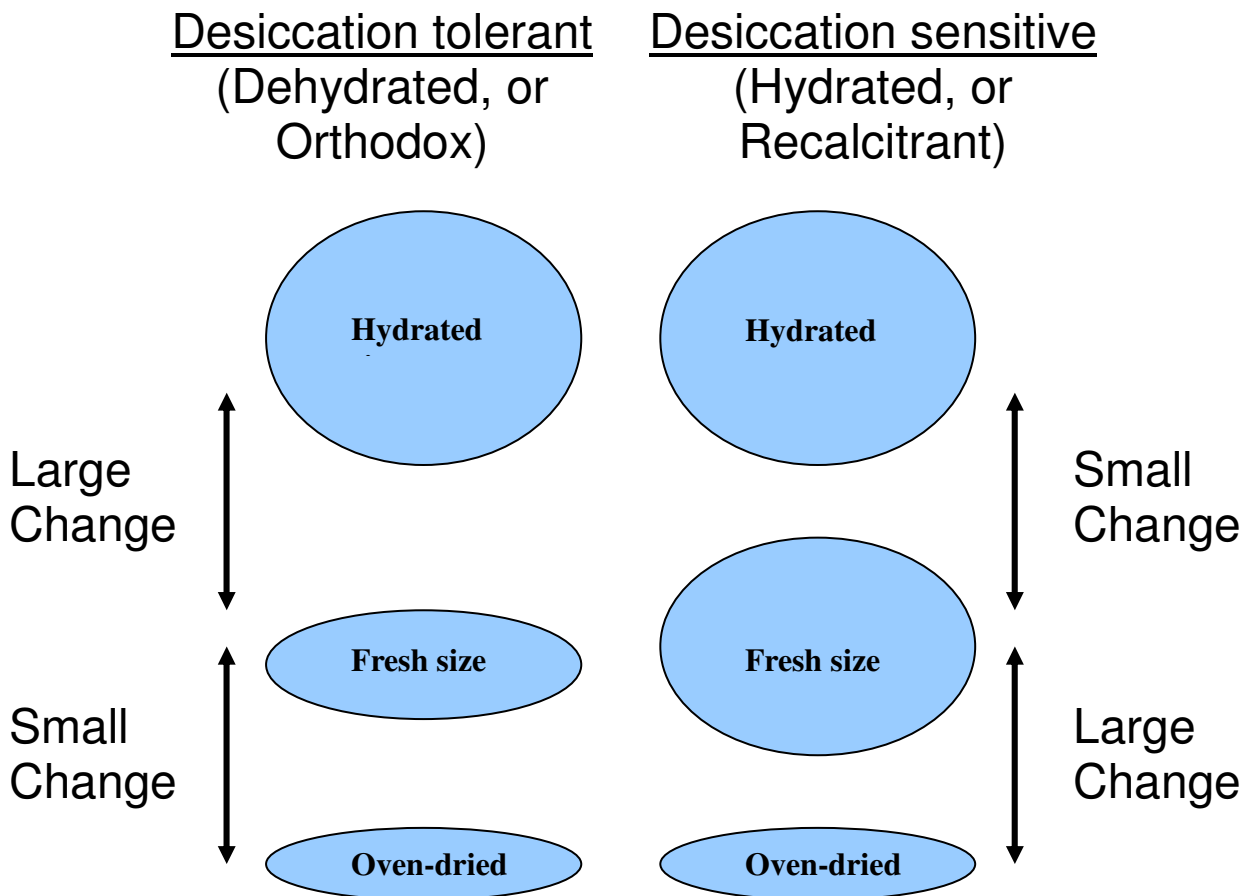 Desiccation tolerant
(Dehydrated, or
Orthodox)
Desiccation sensitive
(Hydrated, or
Recalcitrant)
Hydrated
Hydrated
Large
Change
Small
Change
Fresh size
Fresh size
Small
Change
Large
Change
Oven-dried
Oven-dried